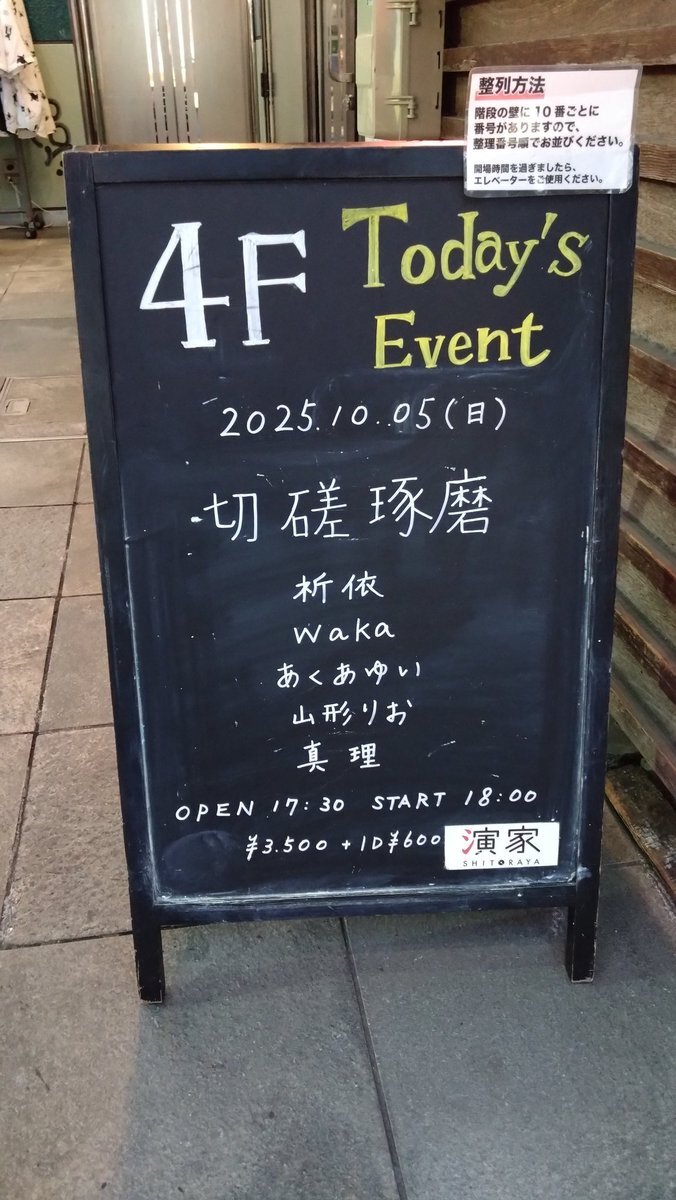 整列方法
階段の壁に10番ごとに
番号がありますので、
整理番号順でお並びください。
開場時間を過ぎましたら、
エレベーターをご使用ください。
4F Today's
Event
2025.10.05(日)
切磋琢磨
析依
waka
あくあゆい
山形りお
真理
OPEN 17:30 START 18:00
¥3.500+1D¥600
演家
SHITORAYA